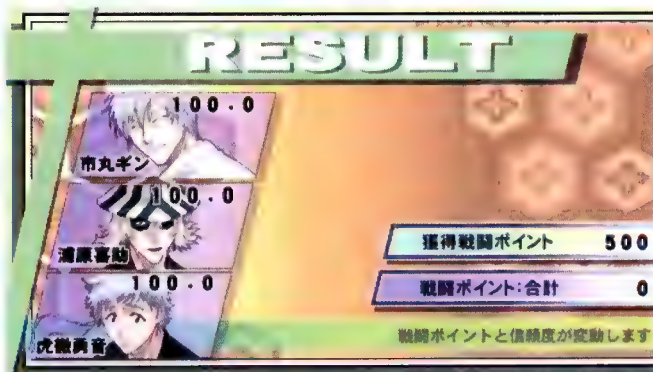 RESULT
100.0
市丸ギン
100.0
浦原喜助
100.0
虎徹勇音
獲得戦闘ポイント 500
戦闘ポイント:合計 0
戦闘ポイントと信頼度が変動します